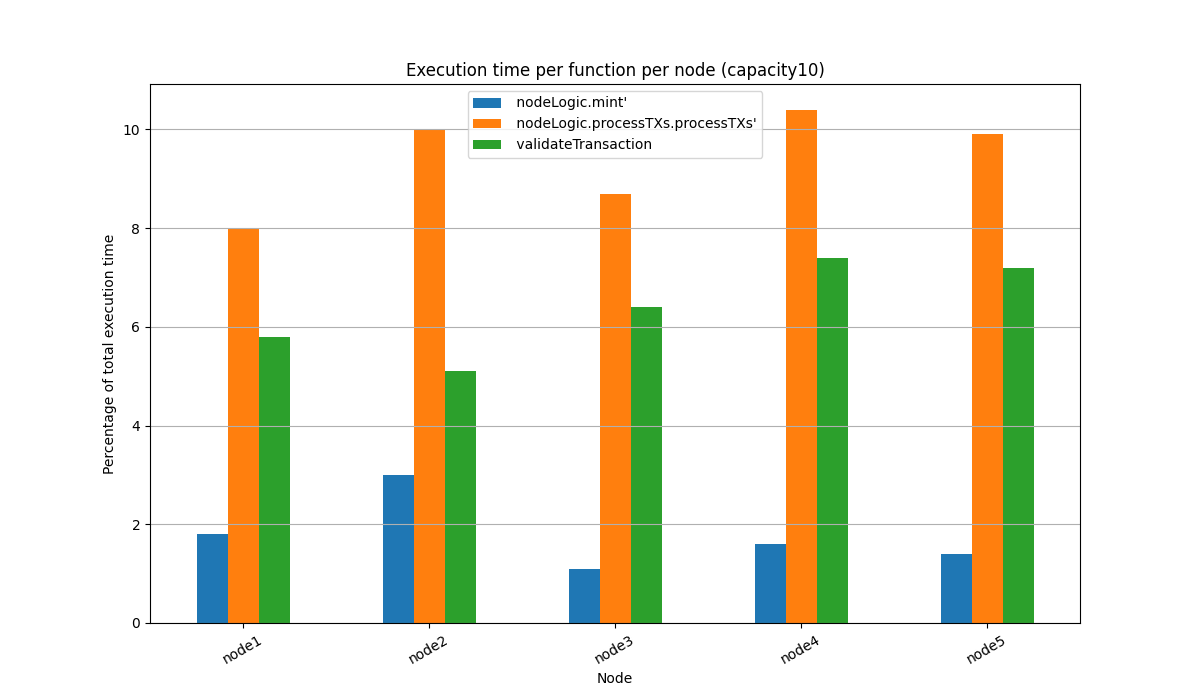 Execution time per function per node (capacity10)
nodeLogic.mint'
nodeLogic.processTXs.processTXs'
validateTransaction
Percentage of total execution time
10
8
6
4
2
0
node1
node2
node3
node4
node5
Node